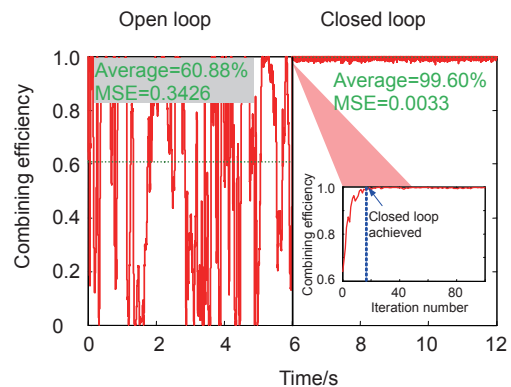 Open loop
Closed loop
Combining efficiency
1.0
0.8
0.6
0.4
0.2
0
Average=60.88%
MSE=0.3426
Average=99.60%
MSE=0.0033
Combining efficiency
1.0
0.8
0.6
Closed loop
achieved
0 40 80
Iteration number
0 2 4 6 8 10 12
Time/s